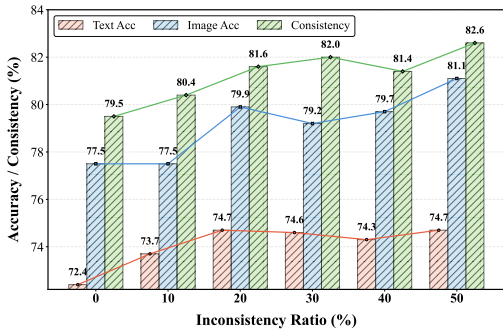 Text Acc Image Acc Consistency
84
82
80
78
76
74
Accuracy / Consistency (%)
72.4 77.5 79.5
73.7 77.5 80.4
74.7 79.9 81.6
74.6 79.2 82.0
74.3 79.7 81.4
74.7 81.1 82.6
0 10 20 30 40 50
Inconsistency Ratio (%)